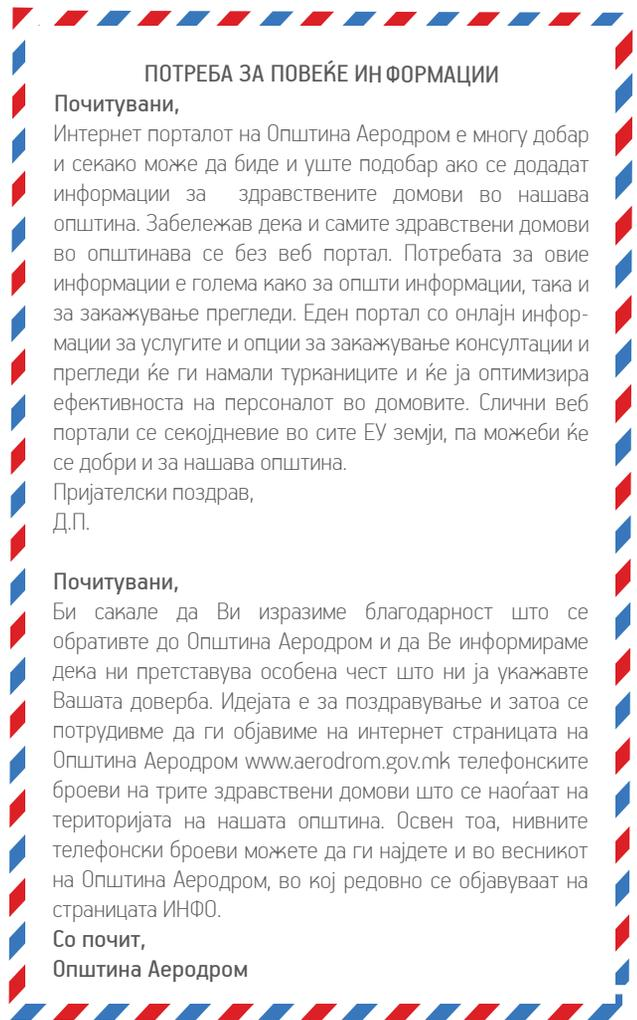 ПОТРЕБА ЗА ПОВЕЌЕ ИНФОРМАЦИИ
Почитувани,
Интернет порталот на Општина Аеродром е многу добар
и секако може да биде и уште подобар ако се додадат
информации за здравствените домови во нашава
општина. Забележав дека и самите здравствени домови
во општинава се без веб портал. Потребата за овие
информации е голема како за општи информации, така и
за закажување прегледи. Еден портал со онлајн инфор-
мации за услугите и опции за закажување консултации и
прегледи ќе ги намали турканиците и ќе ја оптимизира
ефективноста на персоналот во домовите. Слични веб
портали се секојдневие во сите ЕУ земји, па можеби ќе
се добри и за нашава општина.
Пријателски поздрав,
Д.П.
Почитувани,
Би сакале да Ви изразиме благодарност што се
обративте до Општина Аеродром и да Ве информираме
дека ни претставува особена чест што ни ја укажавте
Вашата доверба. Идејата е за поздравување и затоа се
потрудивме да ги објавиме на интернет страницата на
Општина Аеродром www.aerodrom.gov.mk телефонските
броеви на трите здравствени домови што се наоѓаат на
територијата на нашата општина. Освен тоа, нивните
телефонски броеви можете да ги најдете и во весникот
на Општина Аеродром, во кој редовно се објавуваат на
страницата ИНФО.
Со почит,
Општина Аеродром